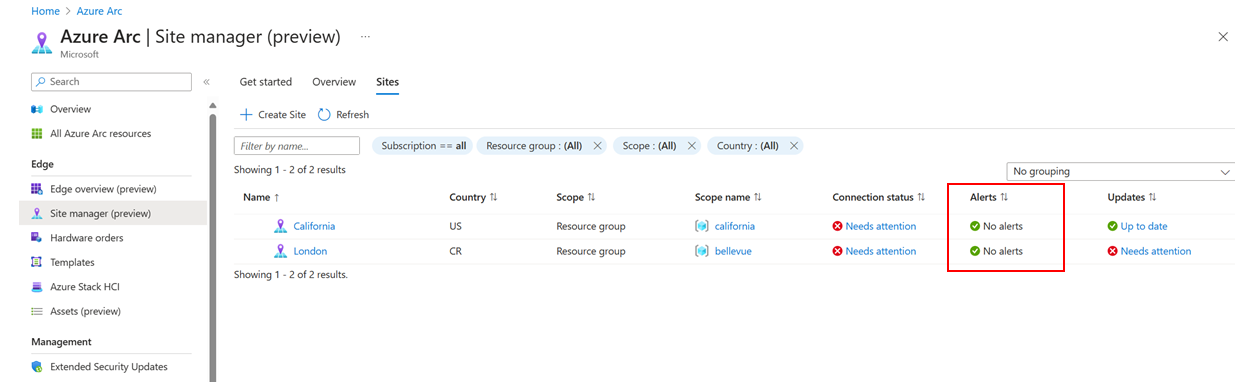 Home > Azure Arc
Azure Arc | Site manager (preview) ...
Microsoft
Search
Overview
All Azure Arc resources
Edge
Edge overview (preview)
Site manager (preview)
Hardware orders
Templates
Azure Stack HCI
Assets (preview)
Management
Extended Security Updates
Get started Overview Sites
Create Site Refresh
Filter by name... Subscription == all Resource group : (All) Scope : (All) Country : (All)
Showing 1 - 2 of 2 results
No grouping
Name ↑ Country ↑↓ Scope ↑↓ Scope name ↑↓ Connection status ↑↓ Alerts ↑↓ Updates ↑↓
California US Resource group california Needs attention No alerts Up to date
London CR Resource group bellevue Needs attention No alerts Needs attention
Showing 1 - 2 of 2 results.